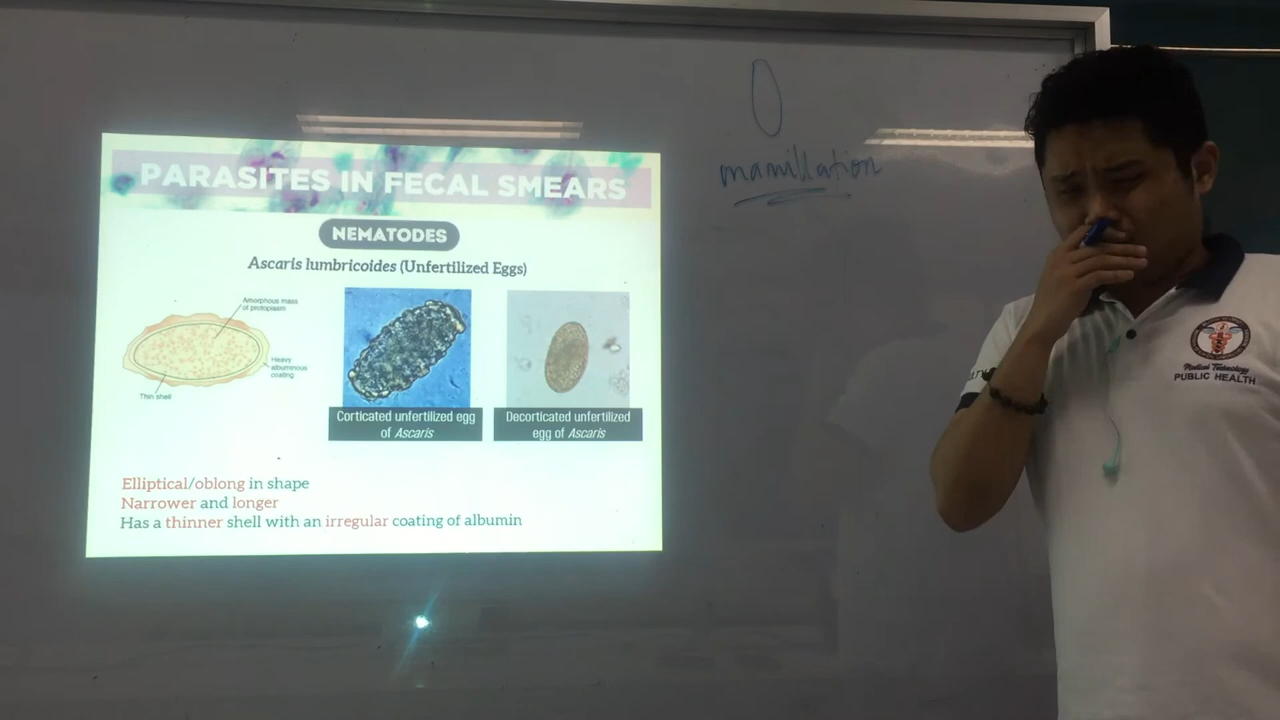 PARASITES IN FECAL SMEARS
NEMATODES
Ascaris lumbricoides (Unfertilized Eggs)
Amorphous mass
of protoplasm
Heavy
albuminous
coating
Thin shell
Corticated unfertilized egg
of Ascaris
Decorticated unfertilized
egg of Ascaris
Elliptical/oblong in shape
Narrower and longer
Has a thinner shell with an irregular coating of albumin
mamillation
Medical Technology
PUBLIC HEALTH